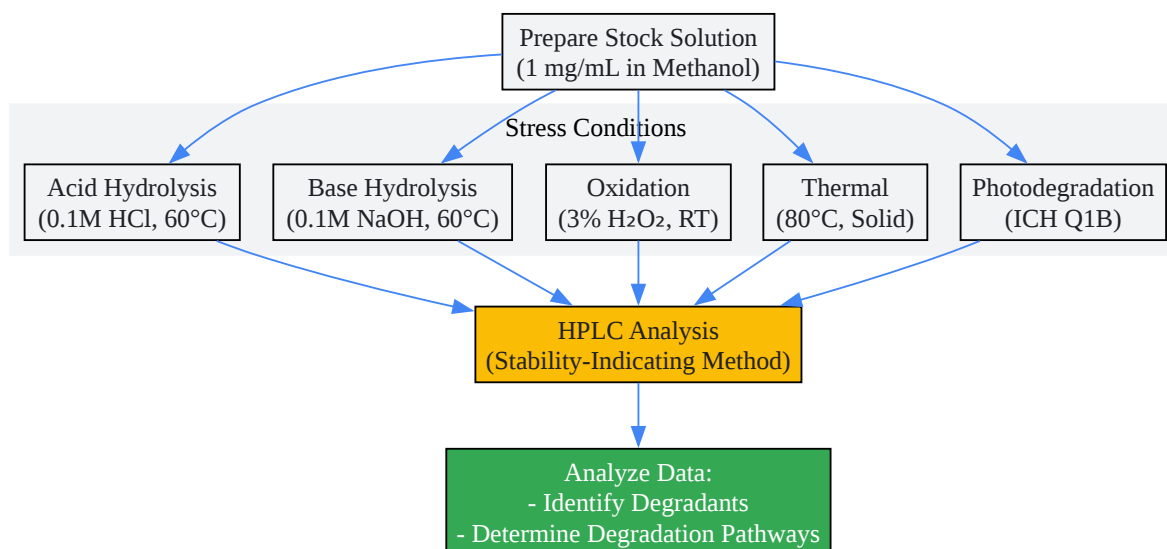 Prepare Stock Solution
(1 mg/mL in Methanol)
Stress Conditions
Acid Hydrolysis
(0.1M HCl, 60°C)
Base Hydrolysis
(0.1M NaOH, 60°C)
Oxidation
(3% H₂O₂, RT)
Thermal
(80°C, Solid)
Photodegradation
(ICH Q1B)
HPLC Analysis
(Stability-Indicating Method)
Analyze Data:
- Identify Degradants
- Determine Degradation Pathways